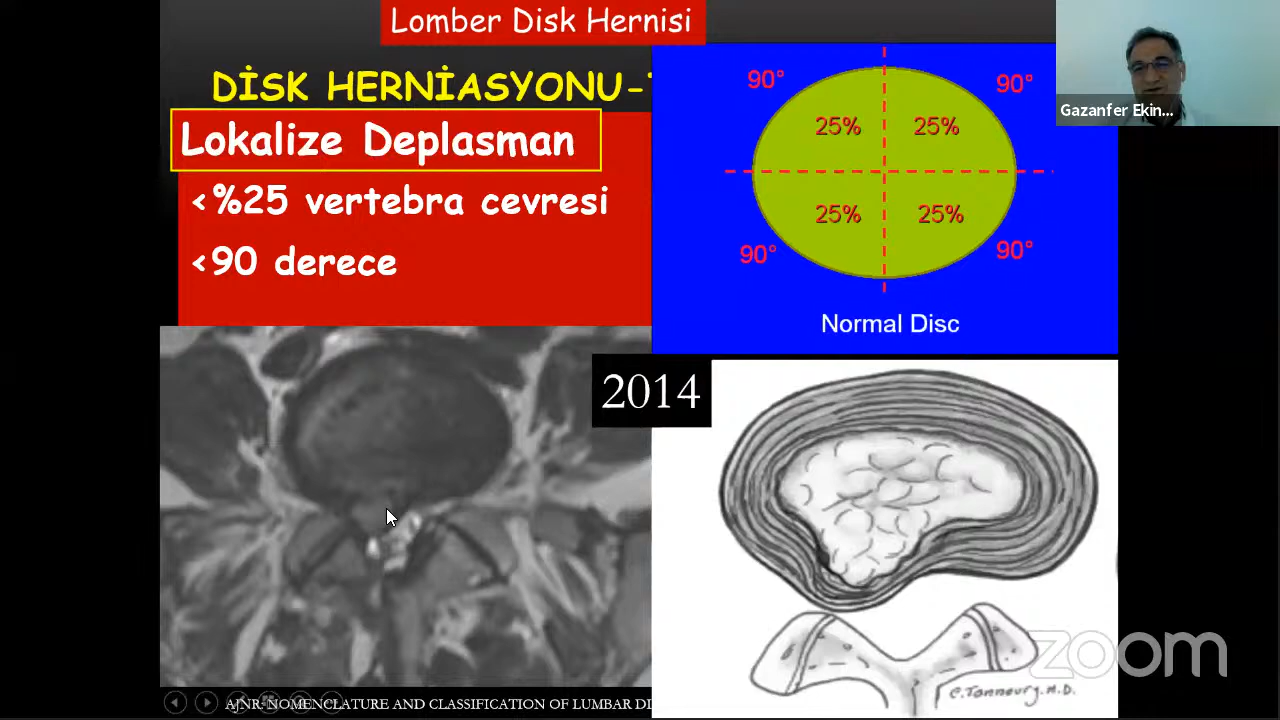 Lomber Disk Hernisi
DİSK HERNİASYONU-
Lokalize Deplasman
<%25 vertebra cevresi
<90 derece
90° 90°
25% 25%
25% 25%
90° 90°
Normal Disc
Gazanfer Ekin...
2014
C. Tannoury, M.D.
zoom
AJNR-NOMENCLATURE AND CLASSIFICATION OF LUMBAR DI